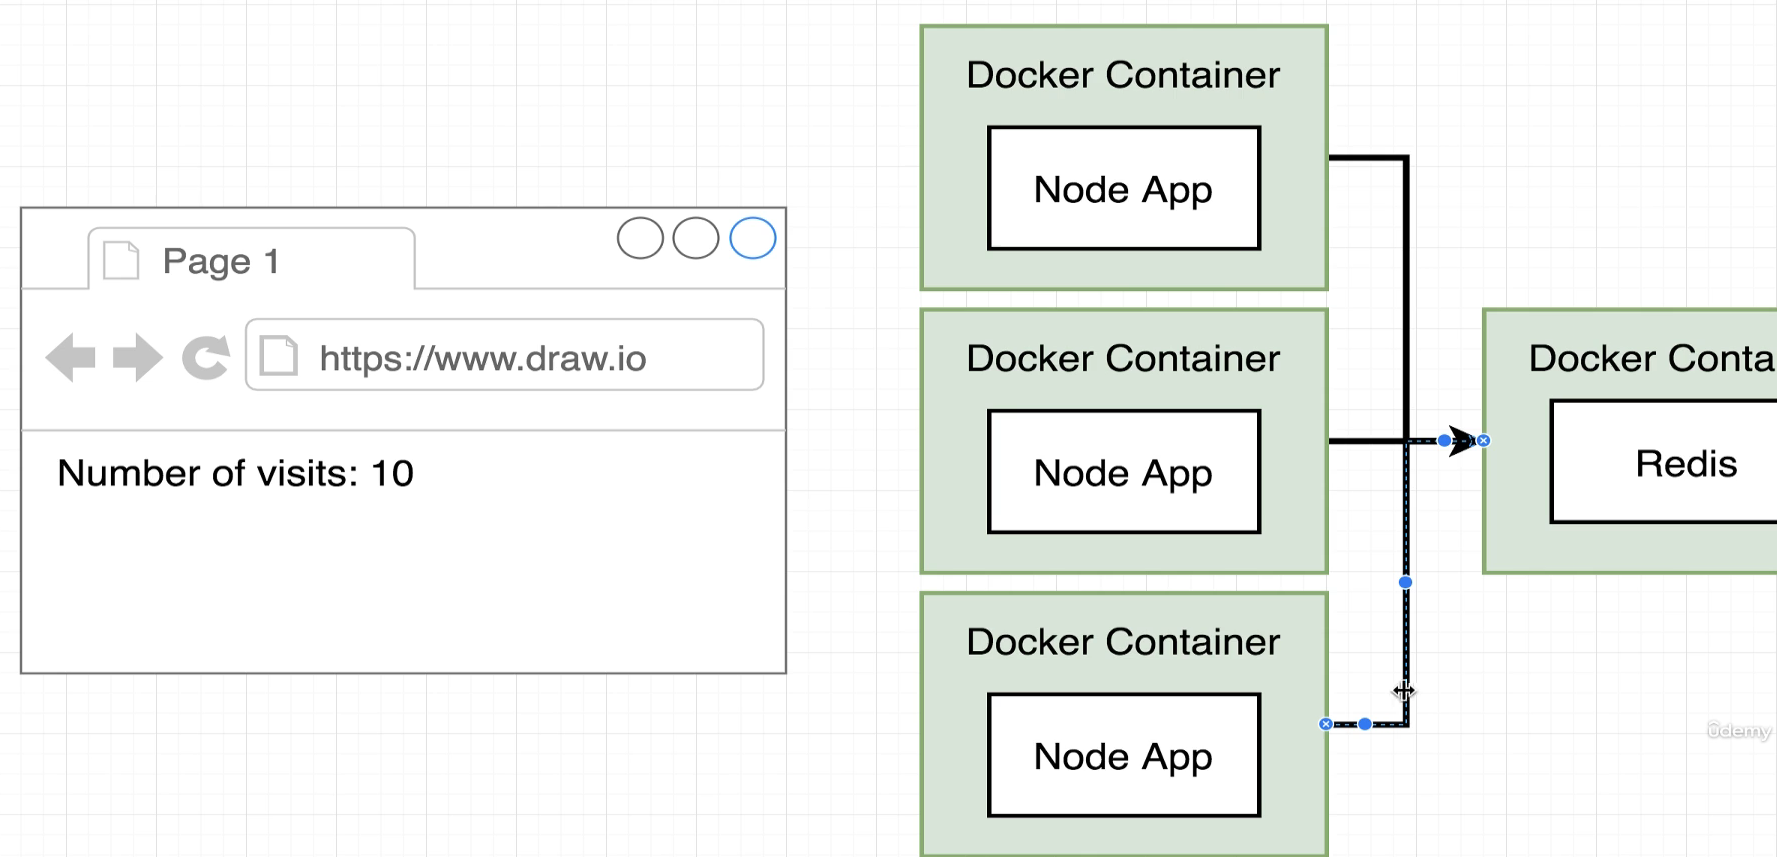 Page 1
https://www.draw.io
Number of visits: 10
Docker Container
Node App
Docker Container
Node App
Docker Container
Node App
Docker Conta
Redis
ûdemy